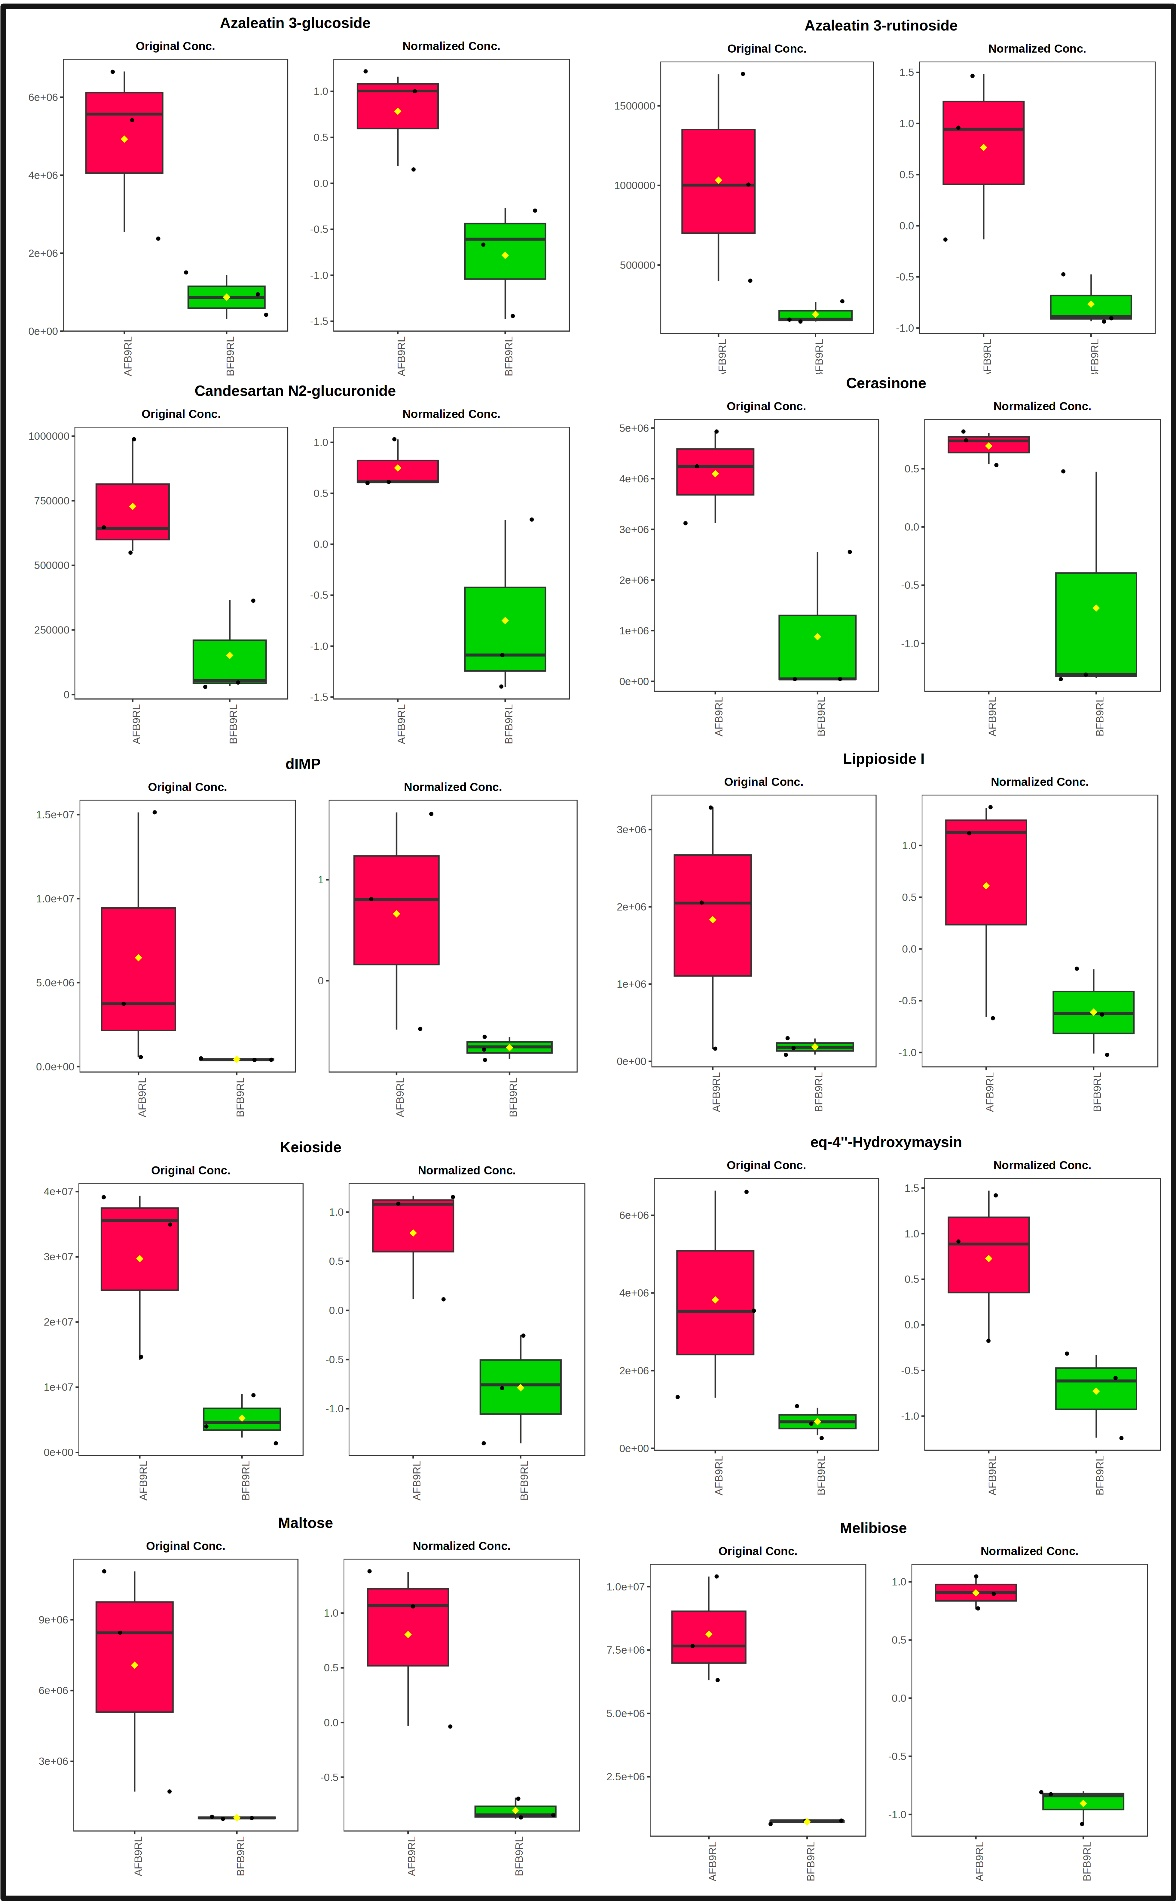 Azaleatin 3-glucoside
Original Conc.
Normalized Conc.
6e+06
4e+06
2e+06
0e+00
1.0
0.5
0.0
-0.5
-1.0
-1.5
AFB9RL
BFB9RL
AFB9RL
BFB9RL
Azaleatin 3-rutinoside
Original Conc.
Normalized Conc.
1500000
1000000
500000
1.5
1.0
0.5
0.0
-0.5
-1.0
Candesartan N2-glucuronide
Original Conc.
Normalized Conc.
1000000
750000
500000
250000
0
1.0
0.5
0.0
-0.5
-1.0
-1.5
AFB9RL
BFB9RL
AFB9RL
BFB9RL
Cerasinone
Original Conc.
Normalized Conc.
5e+06
4e+06
3e+06
2e+06
1e+06
0e+00
0.5
0.0
-0.5
-1.0
AFB9RL
BFB9RL
AFB9RL
BFB9RL
dIMP
Original Conc.
Normalized Conc.
1.5e+07
1.0e+07
5.0e+06
0.0e+00
1
0
AFB9RL
BFB9RL
AFB9RL
BFB9RL
Lippioside I
Original Conc.
Normalized Conc.
3e+06
2e+06
1e+06
0e+00
1.0
0.5
0.0
-0.5
-1.0
AFB9RL
BFB9RL
AFB9RL
BFB9RL
Keioside
Original Conc.
Normalized Conc.
4e+07
3e+07
2e+07
1e+07
0e+00
1.0
0.5
0.0
-0.5
-1.0
AFB9RL
BFB9RL
AFB9RL
BFB9RL
eq-4"-Hydroxymaysin
Original Conc.
Normalized Conc.
6e+06
4e+06
2e+06
0e+00
1.5
1.0
0.5
0.0
-0.5
-1.0
AFB9RL
BFB9RL
AFB9RL
BFB9RL
Maltose
Original Conc.
Normalized Conc.
9e+06
6e+06
3e+06
1.0
0.5
0.0
-0.5
AFB9RL
BFB9RL
AFB9RL
BFB9RL
Melibiose
Original Conc.
Normalized Conc.
1.0e+07
7.5e+06
5.0e+06
2.5e+06
1.0
0.5
0.0
-0.5
-1.0
AFB9RL
BFB9RL
AFB9RL
BFB9RL